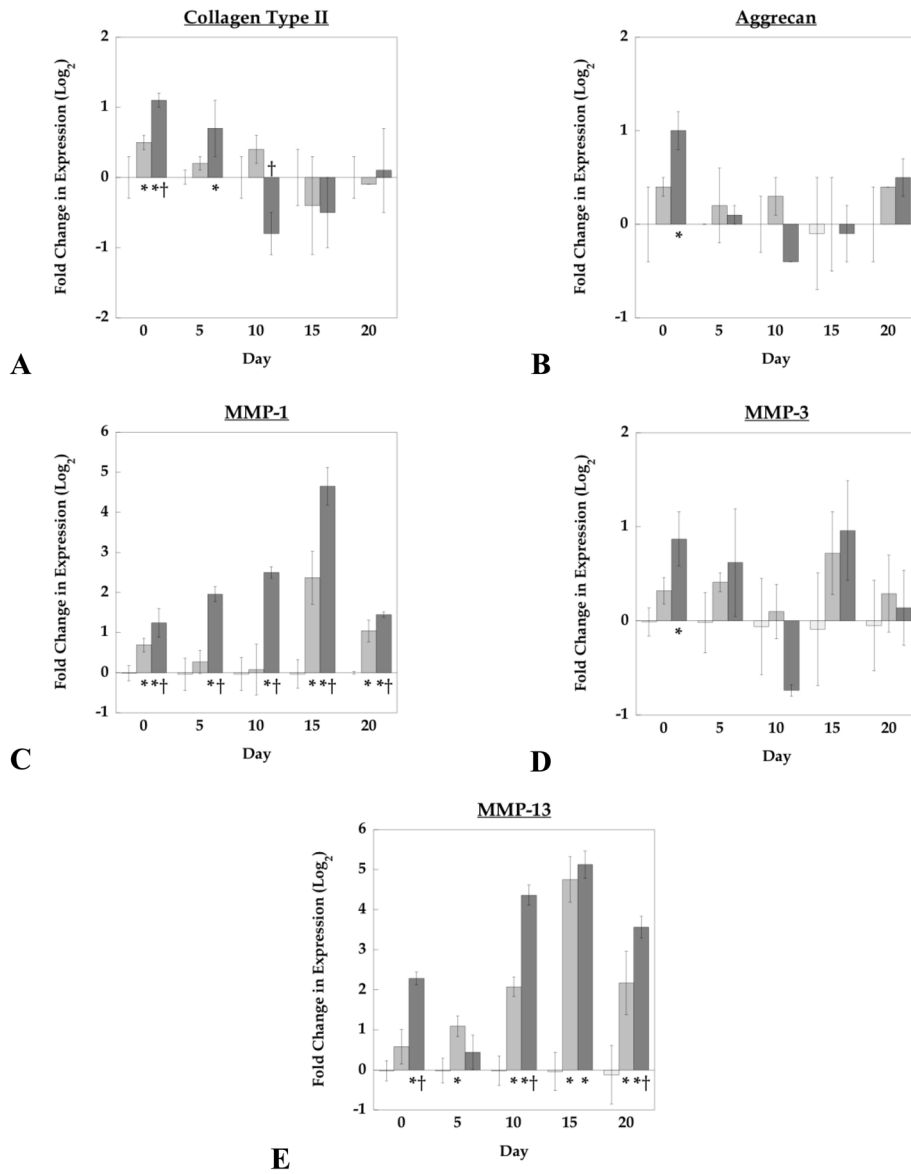 Collagen Type II
Fold Change in Expression (Log2)
2
1
0
-1
-2
* *† * †
0 5 10 15 20
Day
A
Aggrecan
Fold Change in Expression (Log2)
2
1
0
-1
*
0 5 10 15 20
Day
B
MMP-1
Fold Change in Expression (Log2)
6
5
4
3
2
1
0
-1
* *† *† *† * *† * *†
0 5 10 15 20
Day
C
MMP-3
Fold Change in Expression (Log2)
2
1
0
-1
*
0 5 10 15 20
Day
D
MMP-13
Fold Change in Expression (Log2)
6
5
4
3
2
1
0
-1
*† * * *† * * * *†
0 5 10 15 20
Day
E